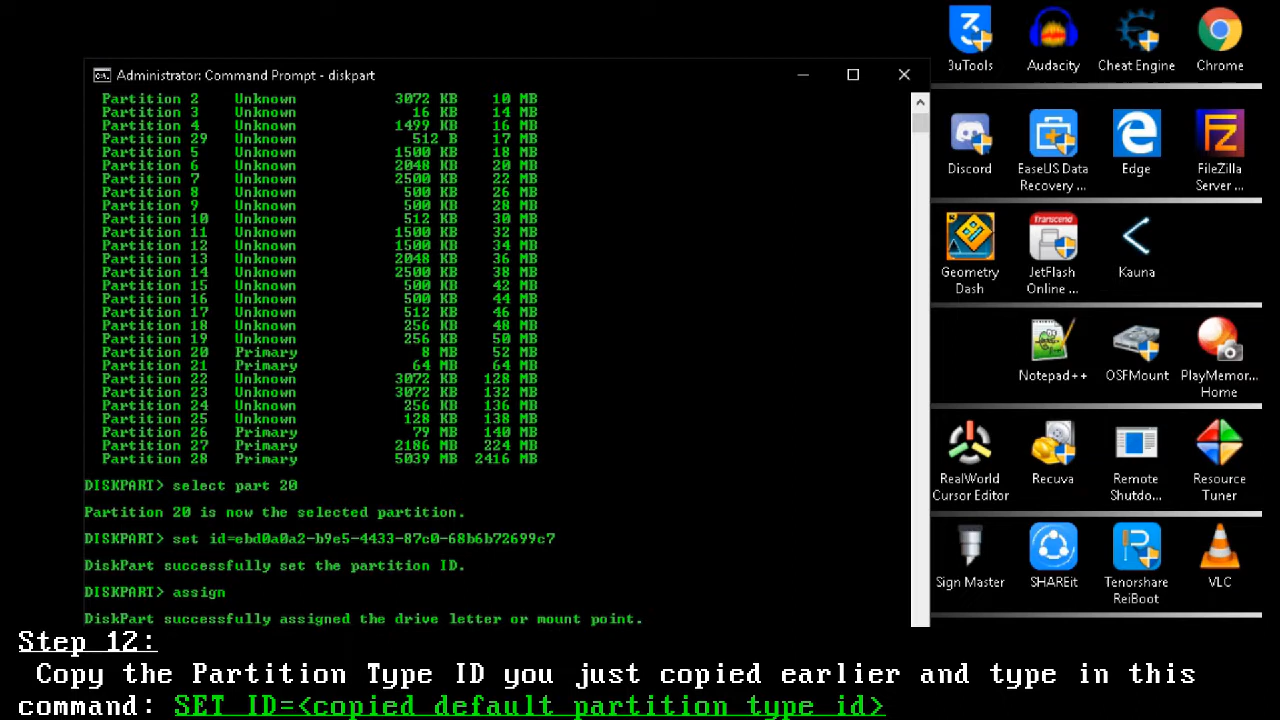 Administrator: Command Prompt - diskpart
Partition 2 Unknown 3072 KB 10 MB
Partition 3 Unknown 16 KB 14 MB
Partition 4 Unknown 1499 KB 16 MB
Partition 29 Unknown 512 B 17 MB
Partition 5 Unknown 1500 KB 18 MB
Partition 6 Unknown 2048 KB 20 MB
Partition 7 Unknown 2500 KB 22 MB
Partition 8 Unknown 500 KB 26 MB
Partition 9 Unknown 500 KB 28 MB
Partition 10 Unknown 512 KB 30 MB
Partition 11 Unknown 1500 KB 32 MB
Partition 12 Unknown 1500 KB 34 MB
Partition 13 Unknown 2048 KB 36 MB
Partition 14 Unknown 2500 KB 38 MB
Partition 15 Unknown 500 KB 42 MB
Partition 16 Unknown 500 KB 44 MB
Partition 17 Unknown 512 KB 46 MB
Partition 18 Unknown 256 KB 48 MB
Partition 19 Unknown 256 KB 50 MB
Partition 20 Primary 8 MB 52 MB
Partition 21 Primary 64 MB 64 MB
Partition 22 Unknown 3072 KB 128 MB
Partition 23 Unknown 3072 KB 132 MB
Partition 24 Unknown 256 KB 136 MB
Partition 25 Unknown 128 KB 138 MB
Partition 26 Primary 79 MB 140 MB
Partition 27 Primary 2186 MB 224 MB
Partition 28 Primary 5039 MB 2416 MB
DISKPART> select part 20
Partition 20 is now the selected partition.
DISKPART> set id=ebd0a0a2-b9e5-4433-87c0-68b6b72699c7
DiskPart successfully set the partition ID.
DISKPART> assign
DiskPart successfully assigned the drive letter or mount point.
3uTools
Audacity
Cheat Engine
Chrome
Discord
EaseUS Data
Recovery ...
Edge
FileZilla
Server ...
Geometry
Dash
Transcend
JetFlash
Online ...
Kauna
Notepad++
OSFMount
PlayMemor...
Home
RealWorld
Cursor Editor
Recuva
Remote
Shutdo...
Resource
Tuner
Sign Master
SHAREit
Tenorshare
ReiBoot
VLC
Step 12:
Copy the Partition Type ID you just copied earlier and type in this
command: SET ID=<copied default partition type id>